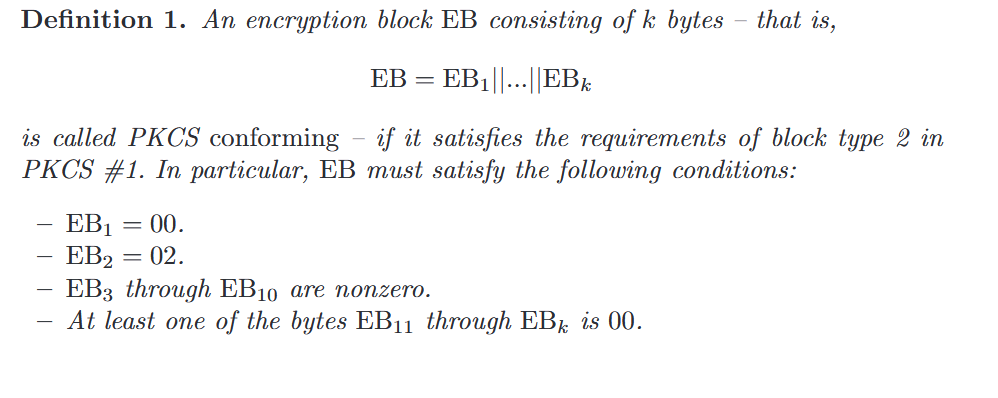 Definition 1. An encryption block EB consisting of k bytes – that is,
EB = EB₁||...||EBₖ
is called PKCS conforming – if it satisfies the requirements of block type 2 in
PKCS #1. In particular, EB must satisfy the following conditions:
– EB₁ = 00.
– EB₂ = 02.
– EB₃ through EB₁₀ are nonzero.
– At least one of the bytes EB₁₁ through EBₖ is 00.